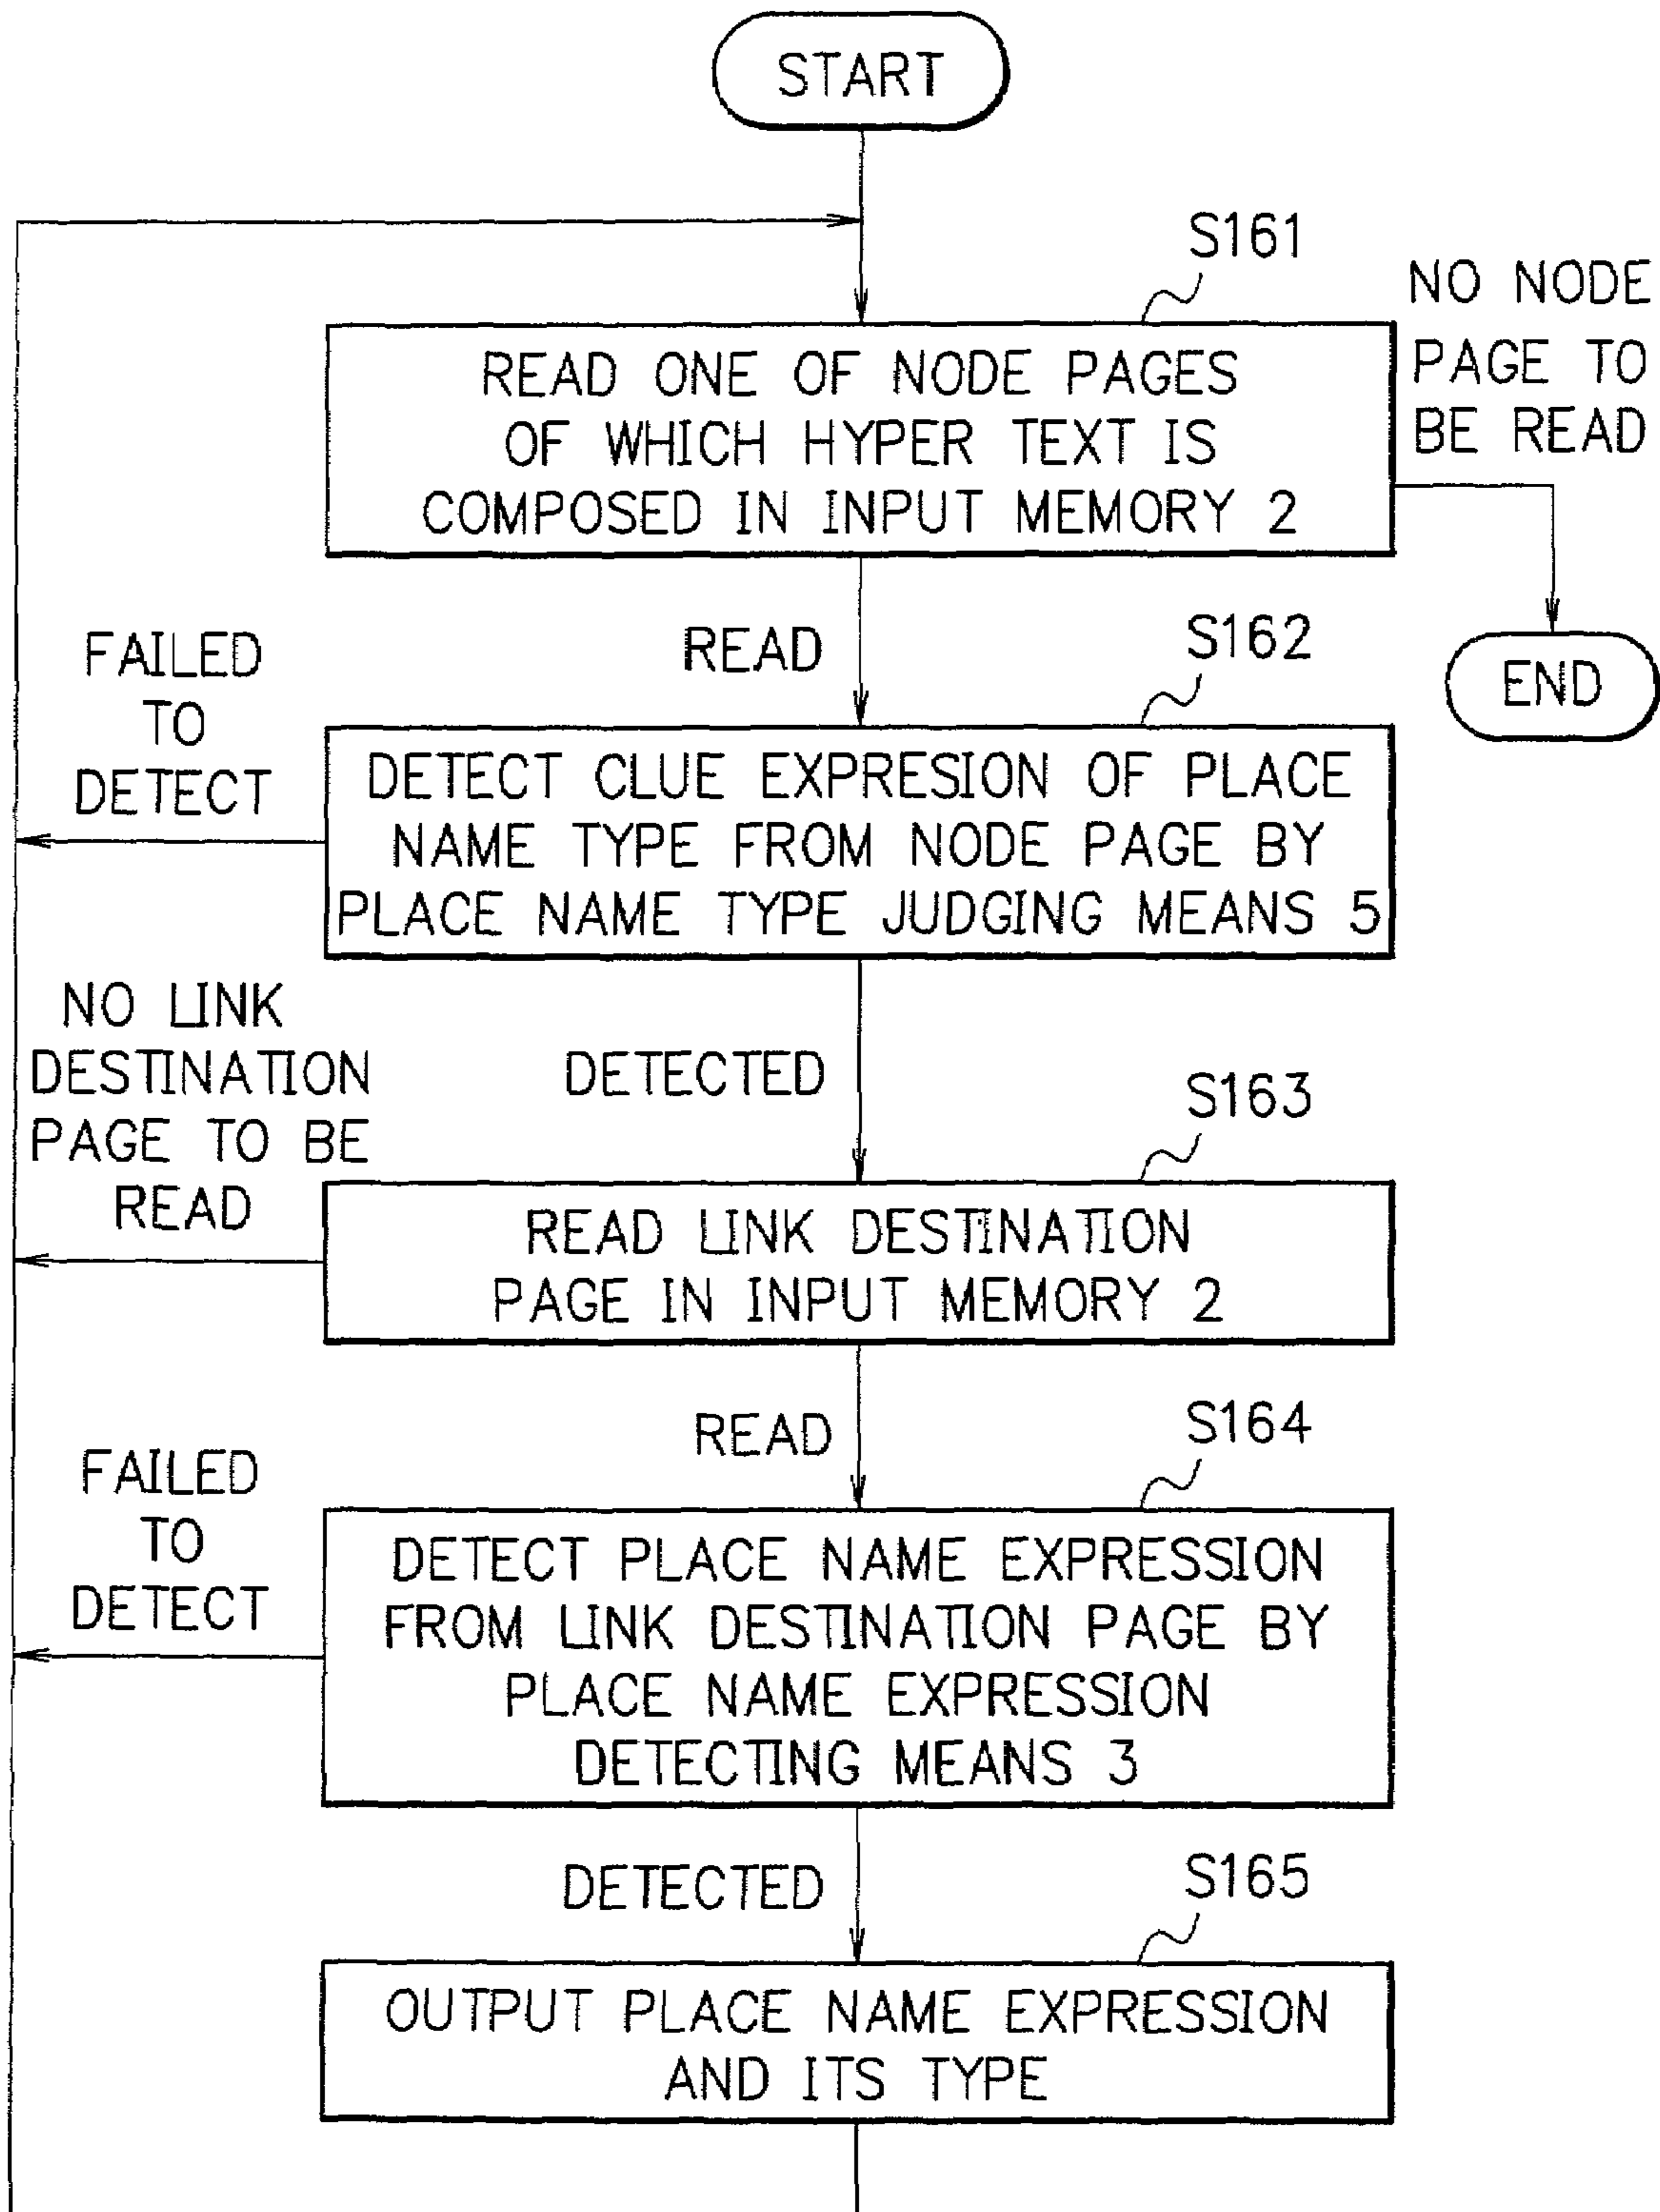 START
S161
NO NODE
PAGE TO
BE READ
READ ONE OF NODE PAGES
OF WHICH HYPER TEXT IS
COMPOSED IN INPUT MEMORY 2
END
FAILED
TO
DETECT
READ
S162
DETECT CLUE EXPRESION OF PLACE
NAME TYPE FROM NODE PAGE BY
PLACE NAME TYPE JUDGING MEANS 5
NO LINK
DESTINATION
PAGE TO BE
READ
DETECTED
S163
READ LINK DESTINATION
PAGE IN INPUT MEMORY 2
READ
S164
FAILED
TO
DETECT
DETECT PLACE NAME EXPRESSION
FROM LINK DESTINATION PAGE BY
PLACE NAME EXPRESSION
DETECTING MEANS 3
DETECTED
S165
OUTPUT PLACE NAME EXPRESSION
AND ITS TYPE